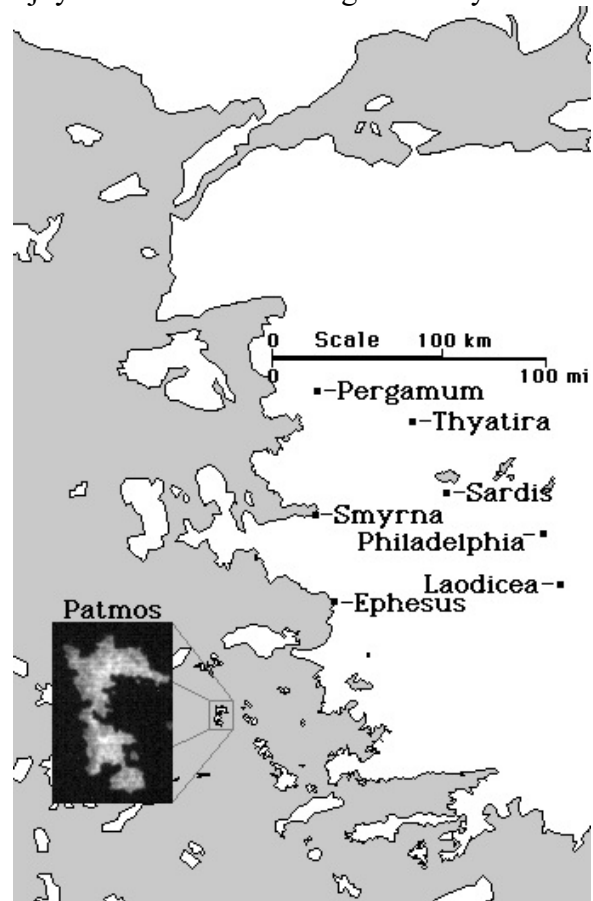 0 Scale 100 km
0 100 mi
Pergamum
Thyatira
Sardis
Smyrna
Philadelphia
Laodicea
Ephesus
Patmos